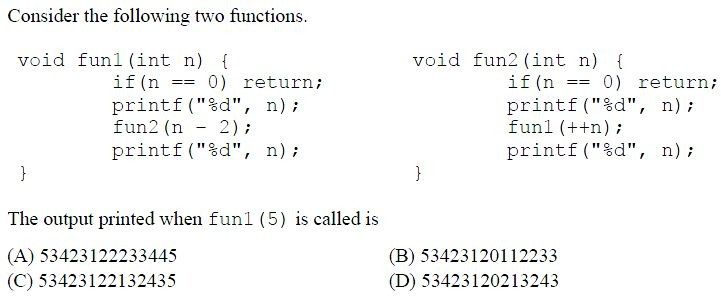 Consider the following two functions.
void fun1(int n) {
if(n == 0) return;
printf("%d", n);
fun2(n - 2);
printf("%d", n);
}
void fun2(int n) {
if(n == 0) return;
printf("%d", n);
fun1(++n);
printf("%d", n);
}
The output printed when fun1(5) is called is
(A) 53423122233445
(B) 53423120112233
(C) 53423122132435
(D) 53423120213243